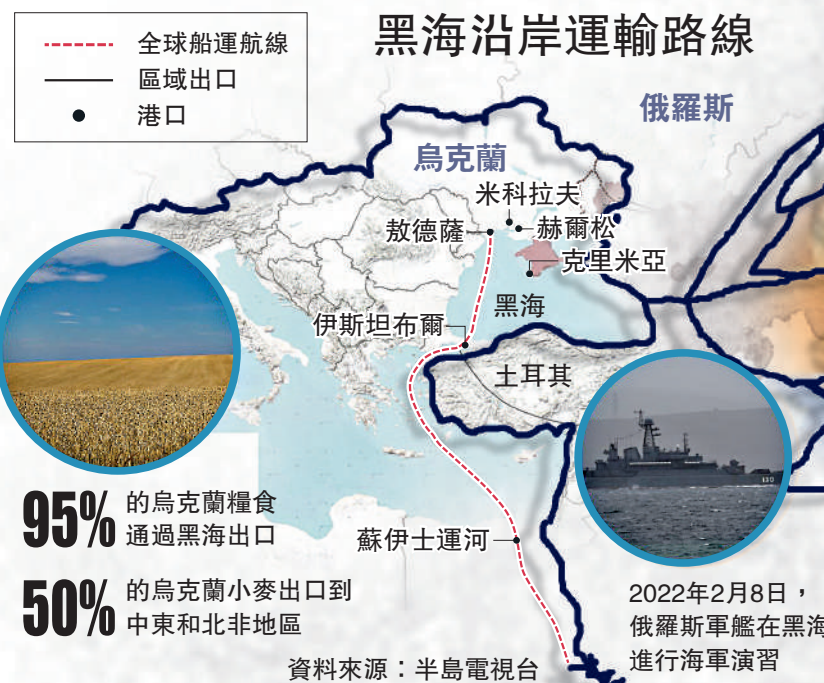 黑海沿岸運輸路線
全球船運航線
區域出口
港口
俄羅斯
烏克蘭
米科拉夫
敖德薩
赫爾松
克里米亞
黑海
伊斯坦布爾
土耳其
130
95% 的烏克蘭糧食
通過黑海出口
蘇伊士運河
50% 的烏克蘭小麥出口到
中東和北非地區
2022年2月8日，
俄羅斯軍艦在黑海
進行海軍演習
資料來源：半島電視台